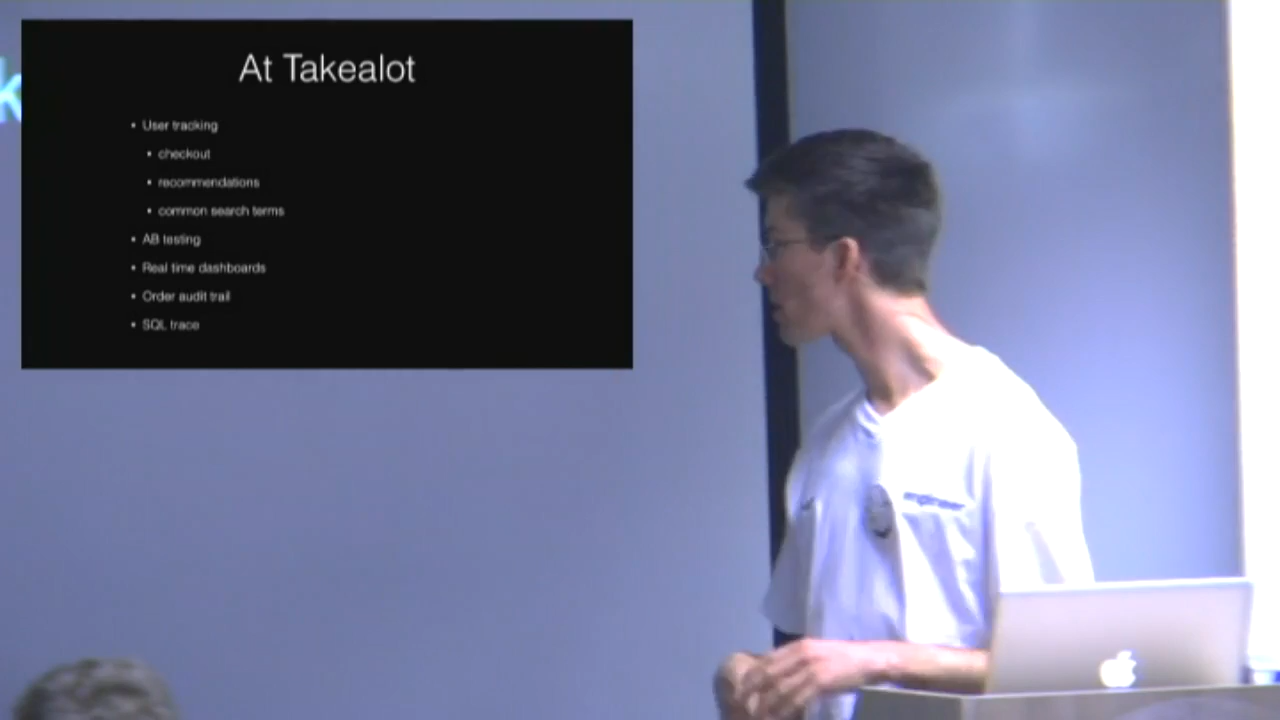 At Takealot
• User tracking
• checkout
• recommendations
• common search terms
• AB testing
• Real time dashboards
• Order audit trail
• SQL trace
k